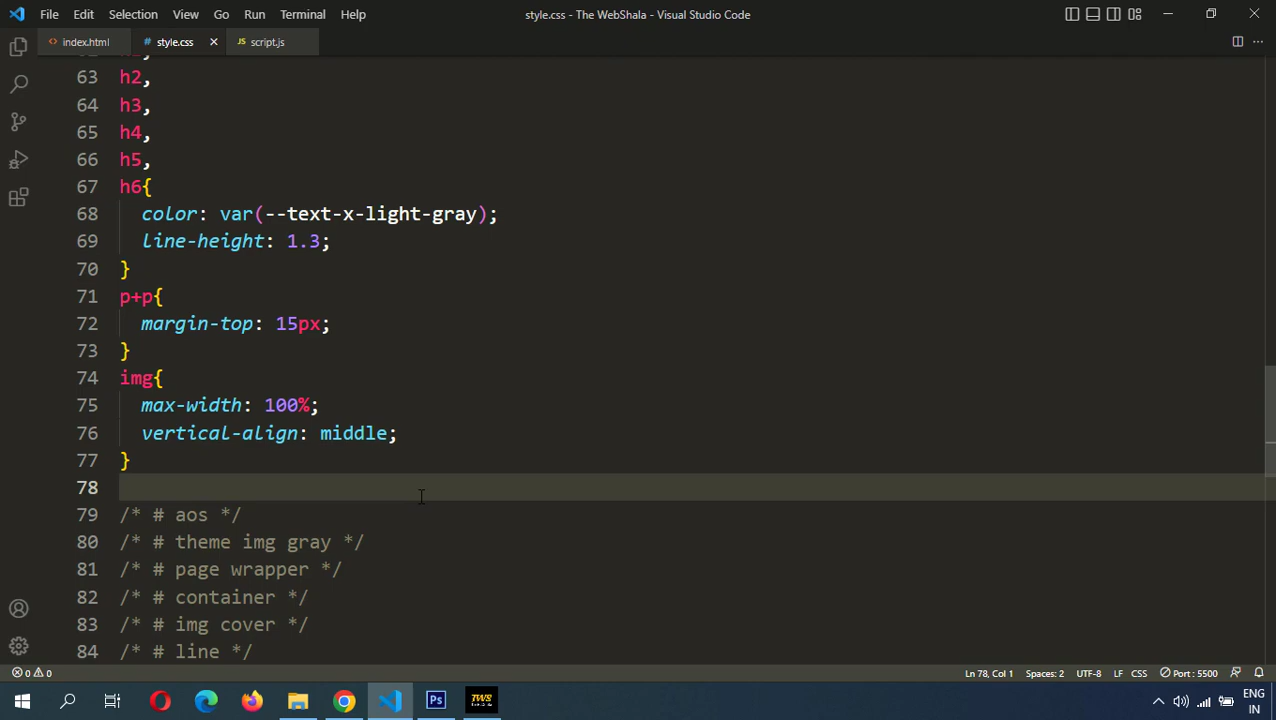 File Edit Selection View Go Run Terminal Help style.css - The WebShala - Visual Studio Code
index.html # style.css JS script.js
63 h2,
64 h3,
65 h4,
66 h5,
67 h6{
68 color: var(--text-x-light-gray);
69 line-height: 1.3;
70 }
71 p+p{
72 margin-top: 15px;
73 }
74 img{
75 max-width: 100%;
76 vertical-align: middle;
77 }
78
79 /* # aos */
80 /* # theme img gray */
81 /* # page wrapper */
82 /* # container */
83 /* # img cover */
84 /* # line */
0 0 Ln 78, Col 1 Spaces: 2 UTF-8 LF CSS Port : 5500
Ps TWS ENG
IN